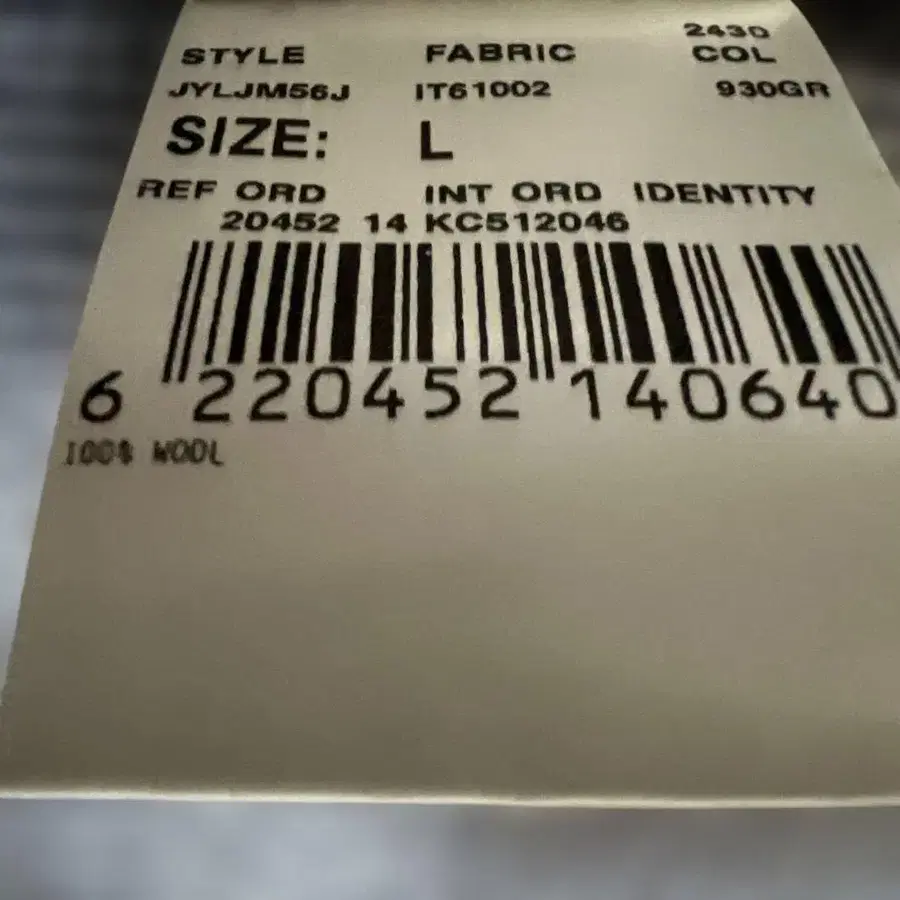 2430
STYLE FABRIC COL
JYLJM56J IT61002 930GR
SIZE: L
REF ORD INT ORD IDENTITY
20452 14 KC512046
6 220452 140640
100% WOOL